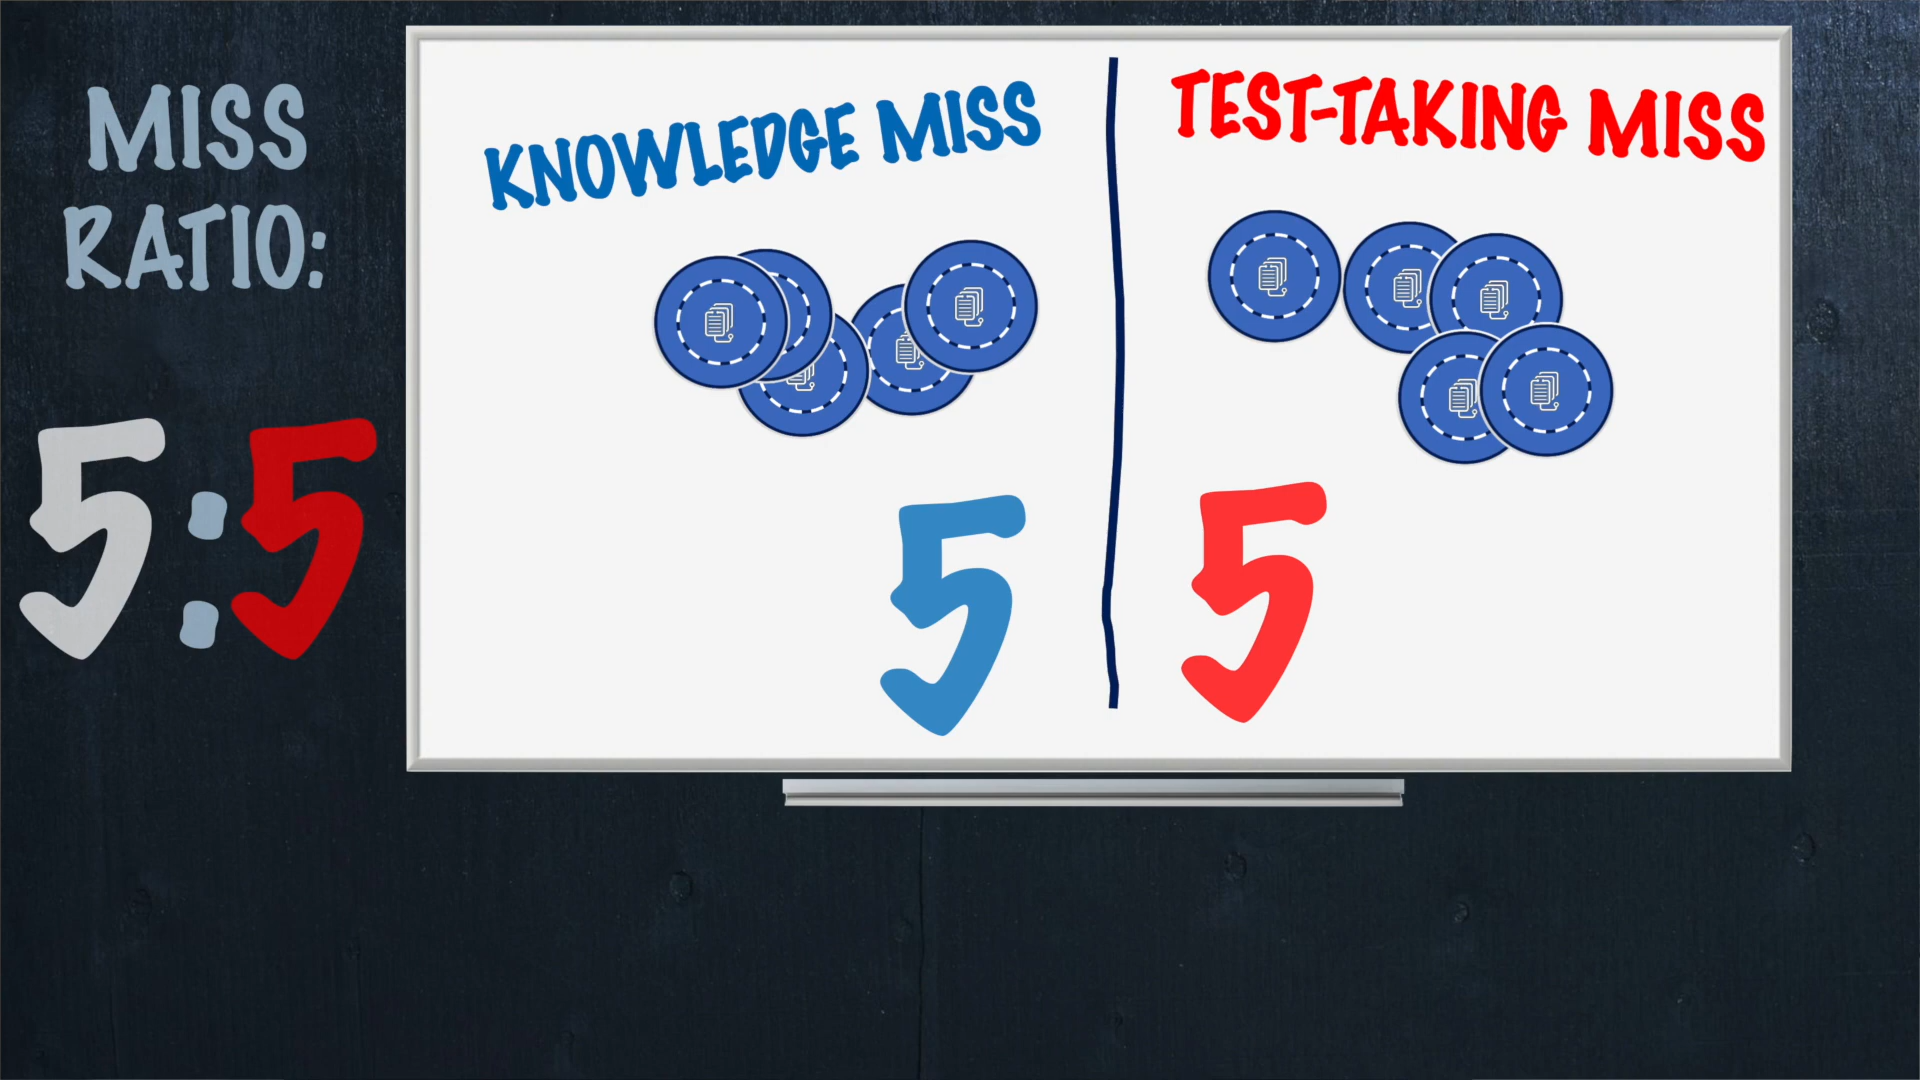 MISS
RATIO:
5:5
KNOWLEDGE MISS
TEST-TAKING MISS
5
5